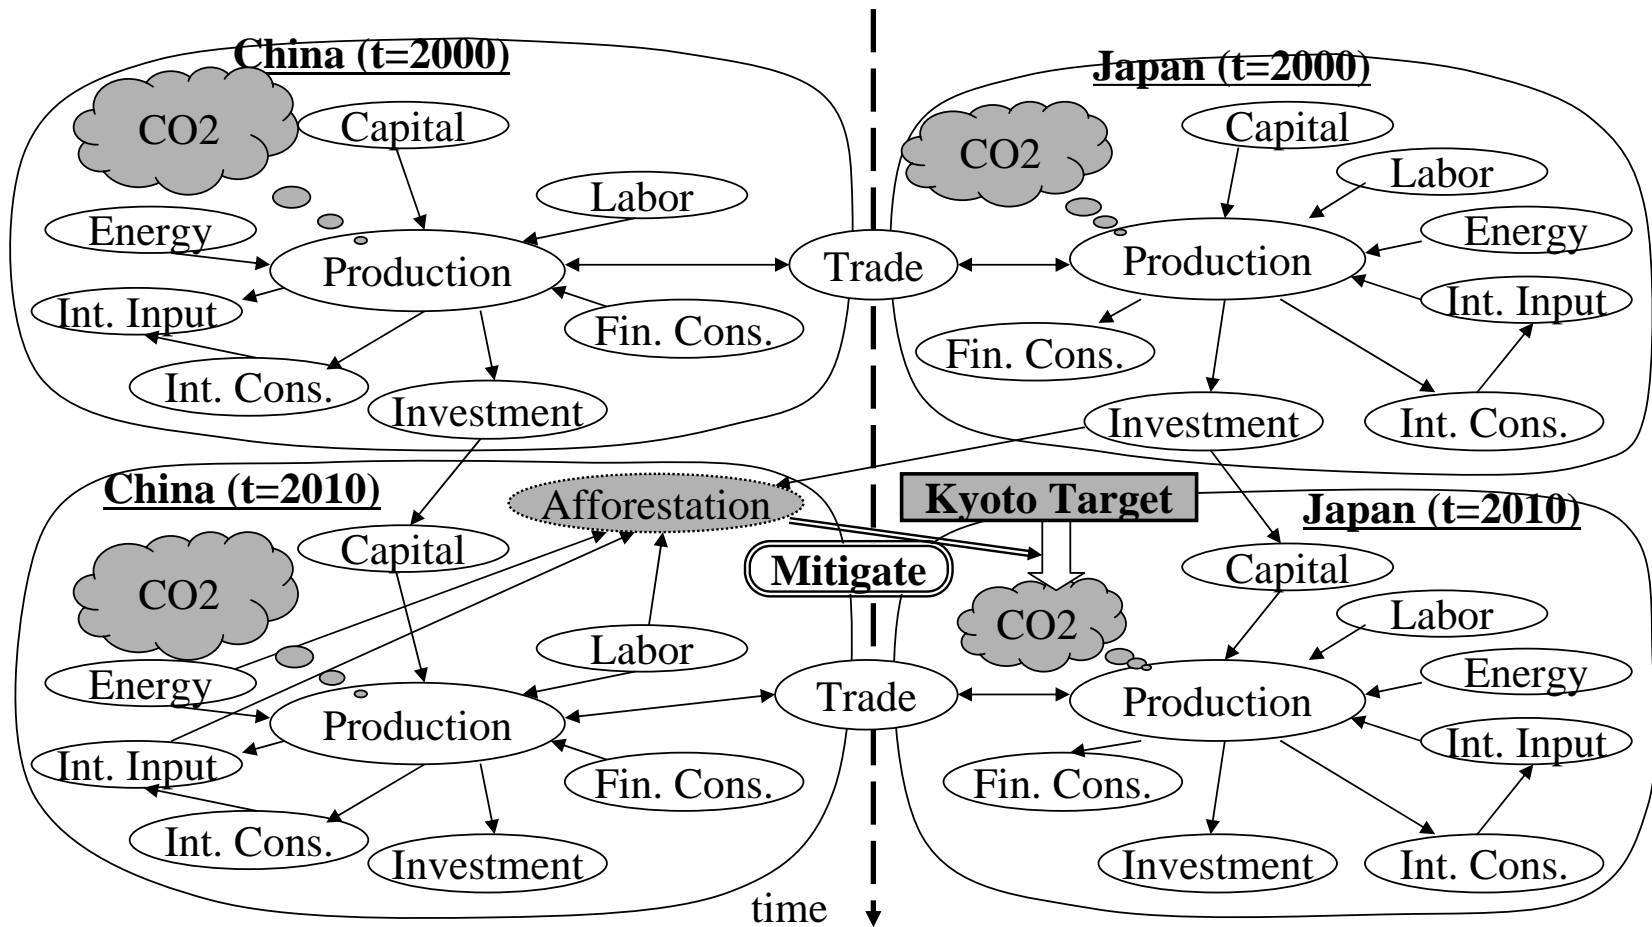 China (t=2000)
CO2
Capital
Labor
Energy
Production
Int. Input
Fin. Cons.
Int. Cons.
Investment
Trade
Japan (t=2000)
CO2
Capital
Labor
Energy
Production
Int. Input
Fin. Cons.
Investment
Int. Cons.
China (t=2010)
Afforestation
Kyoto Target
Mitigate
Capital
CO2
Labor
Energy
Production
Int. Input
Fin. Cons.
Int. Cons.
Investment
Trade
Japan (t=2010)
Capital
CO2
Labor
Energy
Production
Int. Input
Fin. Cons.
Investment
Int. Cons.
time